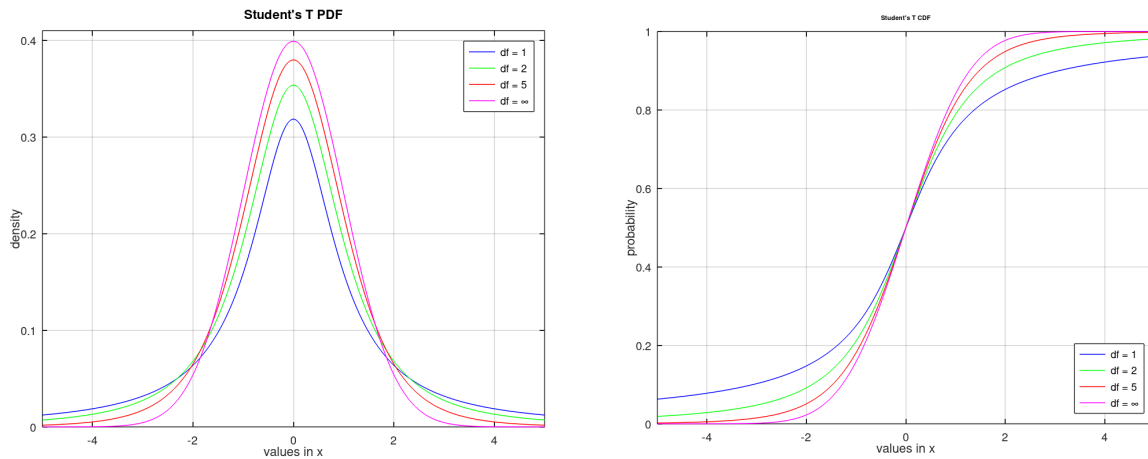 Student's T PDF
df = 1
df = 2
df = 5
df = ∞
0.4
0.3
0.2
0.1
0
density
-4
-2
0
2
4
values in x
Student's T CDF
1
0.8
0.6
0.4
0.2
0
probability
df = 1
df = 2
df = 5
df = ∞
-4
-2
0
2
4
values in x